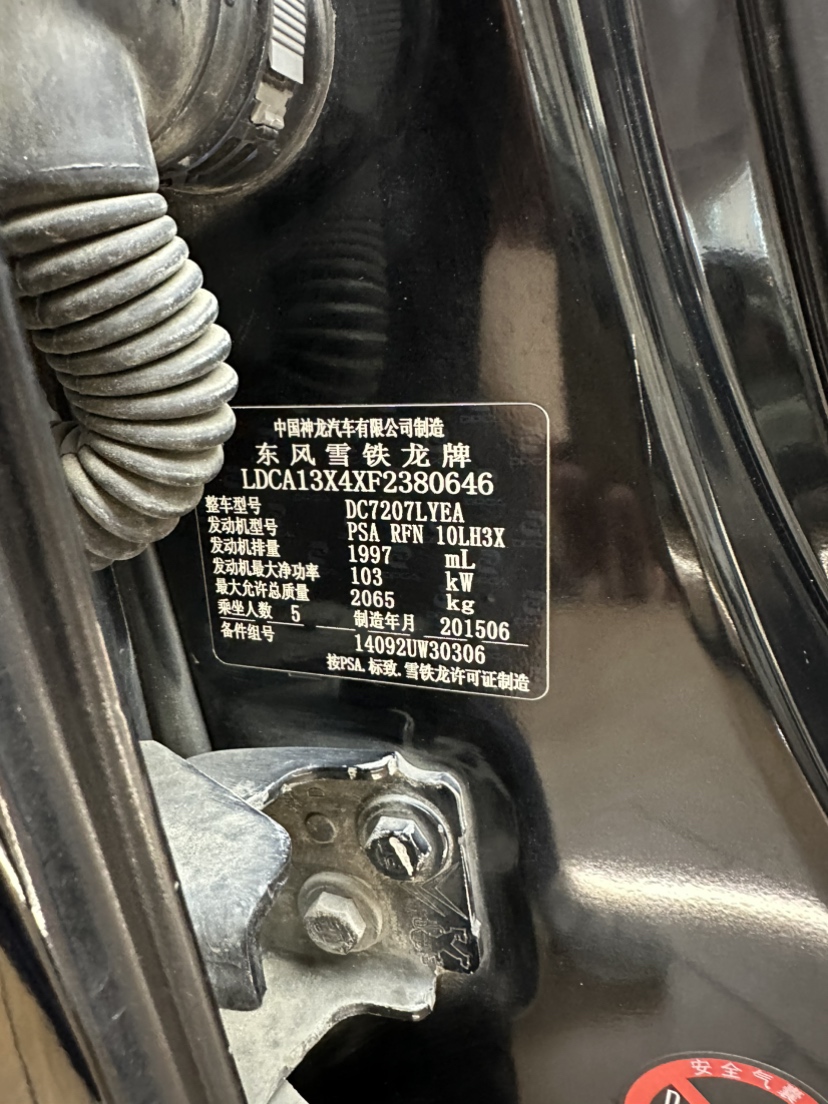 中国神龙汽车有限公司制造
东风雪铁龙牌
LDCA13X4XF2380646
整车型号 DC7207LYEA
发动机型号 PSA RFN 10LH3X
发动机排量 1997 mL
发动机最大净功率 103 kW
最大允许总质量 2065 kg
乘坐人数 5 制造年月 201506
备件组号 14092UW30306
按PSA.标致.雪铁龙许可证制造
安全气囊